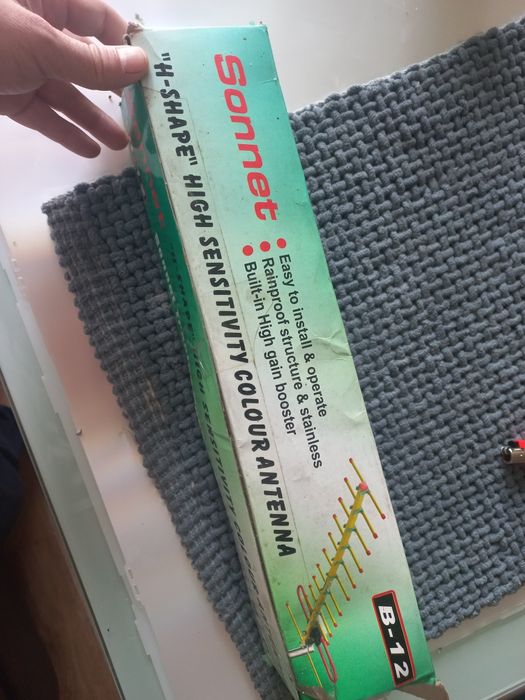 Sonnet
"H-SHAPE" HIGH SENSITIVITY COLOUR ANTENNA
Easy to install & operate
Rainproof structure & stainless
Built-in High gain booster
B-12